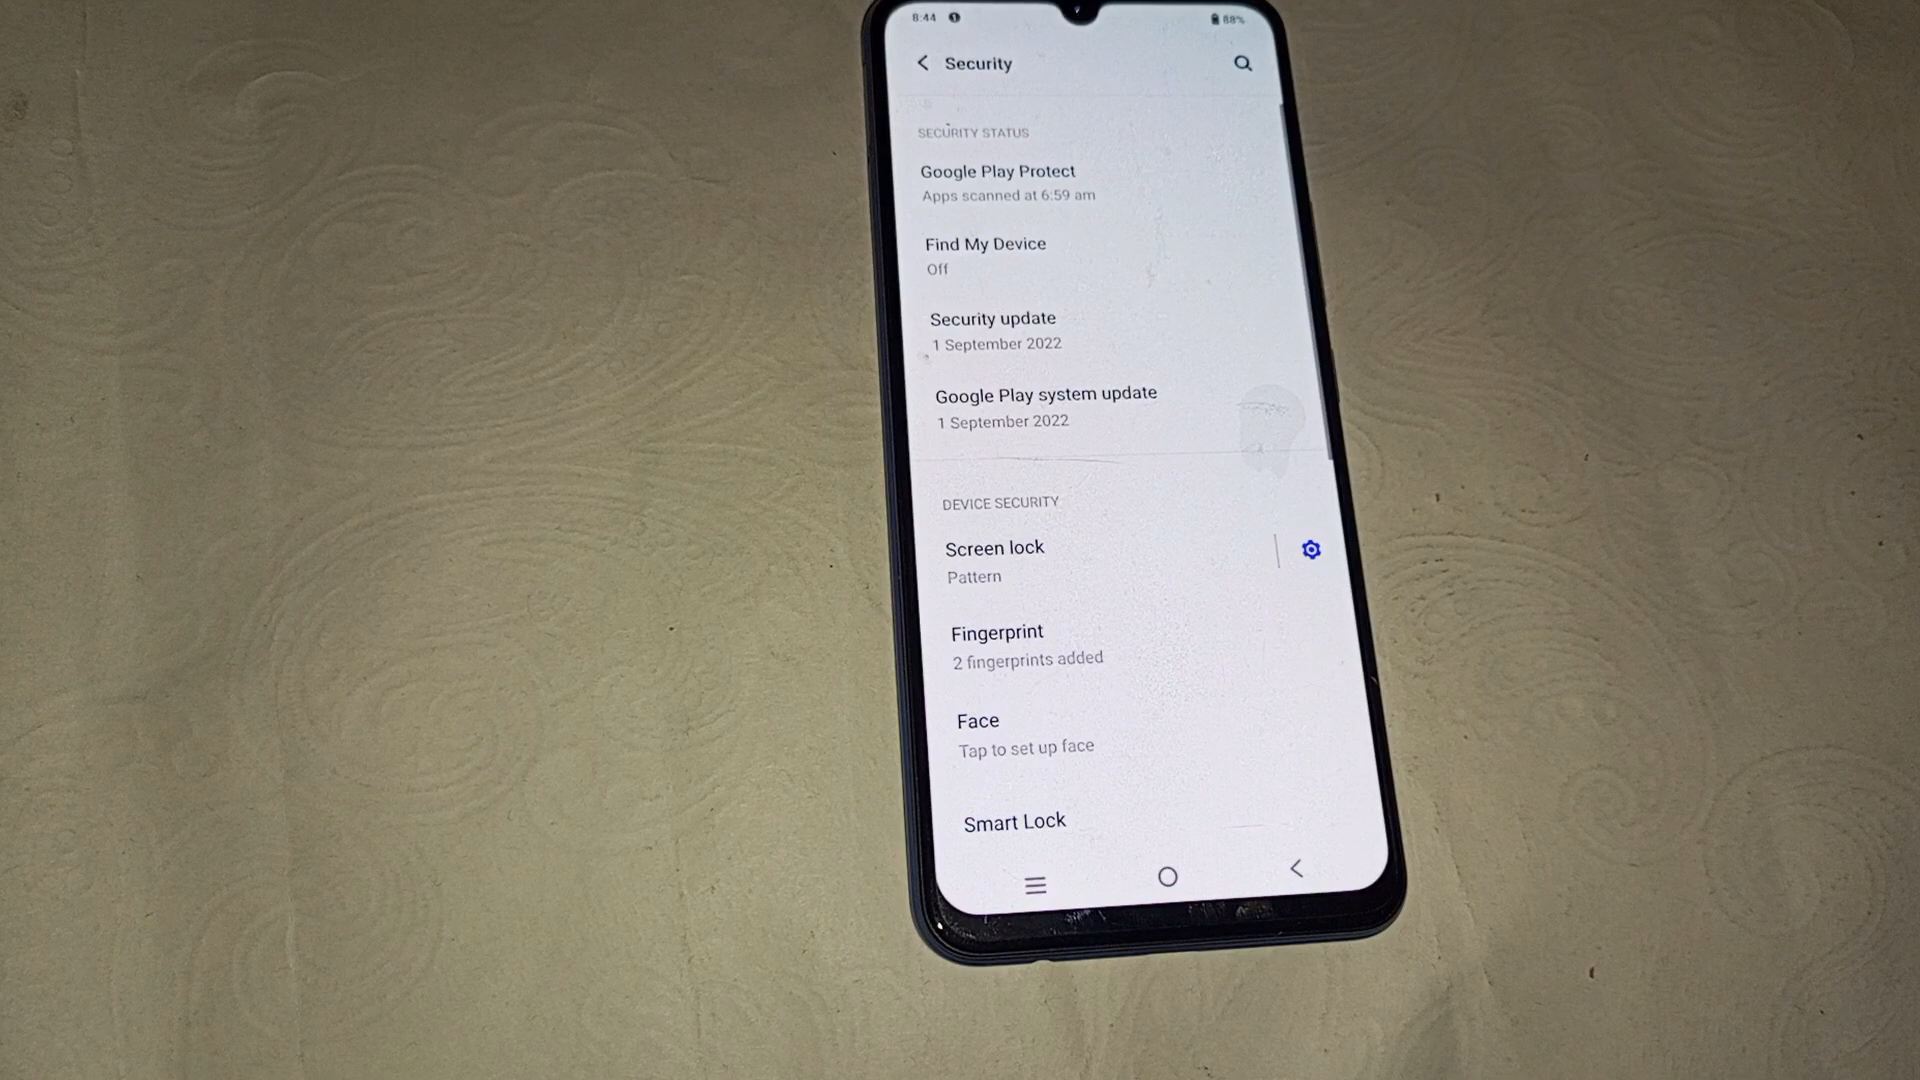 8:44
88%
Security
SECURITY STATUS
Google Play Protect
Apps scanned at 6:59 am
Find My Device
Off
Security update
1 September 2022
Google Play system update
1 September 2022
DEVICE SECURITY
Screen lock
Pattern
Fingerprint
2 fingerprints added
Face
Tap to set up face
Smart Lock